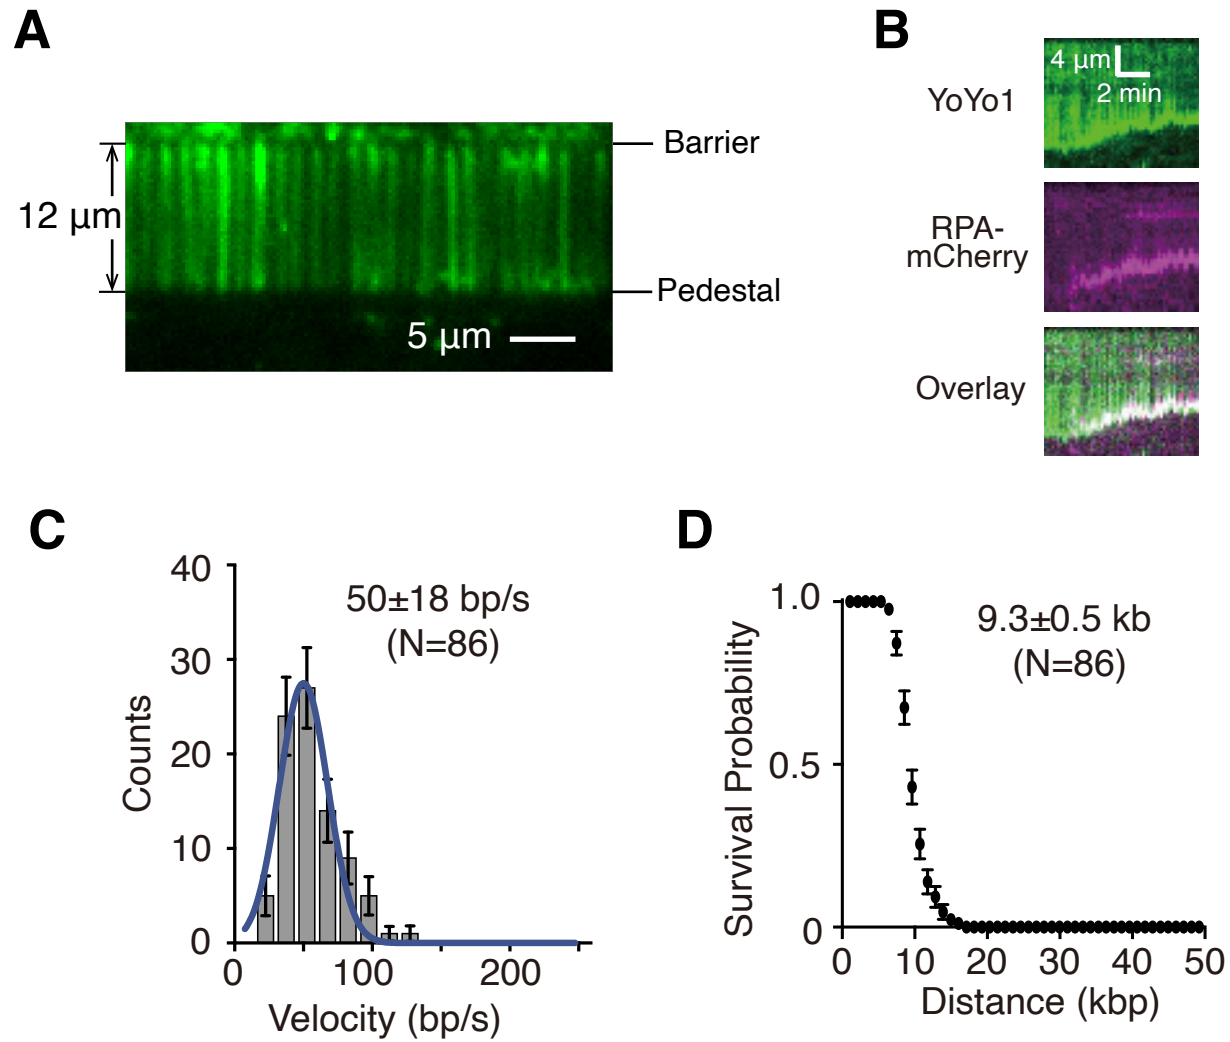 A
12 μm
Barrier
Pedestal
5 μm
B
YoYo1
4 μm
2 min
RPA-
mCherry
Overlay
C
40
30
20
10
0
Counts
50±18 bp/s
(N=86)
0
100
200
Velocity (bp/s)
D
1.0
0.5
0
Survival Probability
9.3±0.5 kb
(N=86)
0
10
20
30
40
50
Distance (kbp)